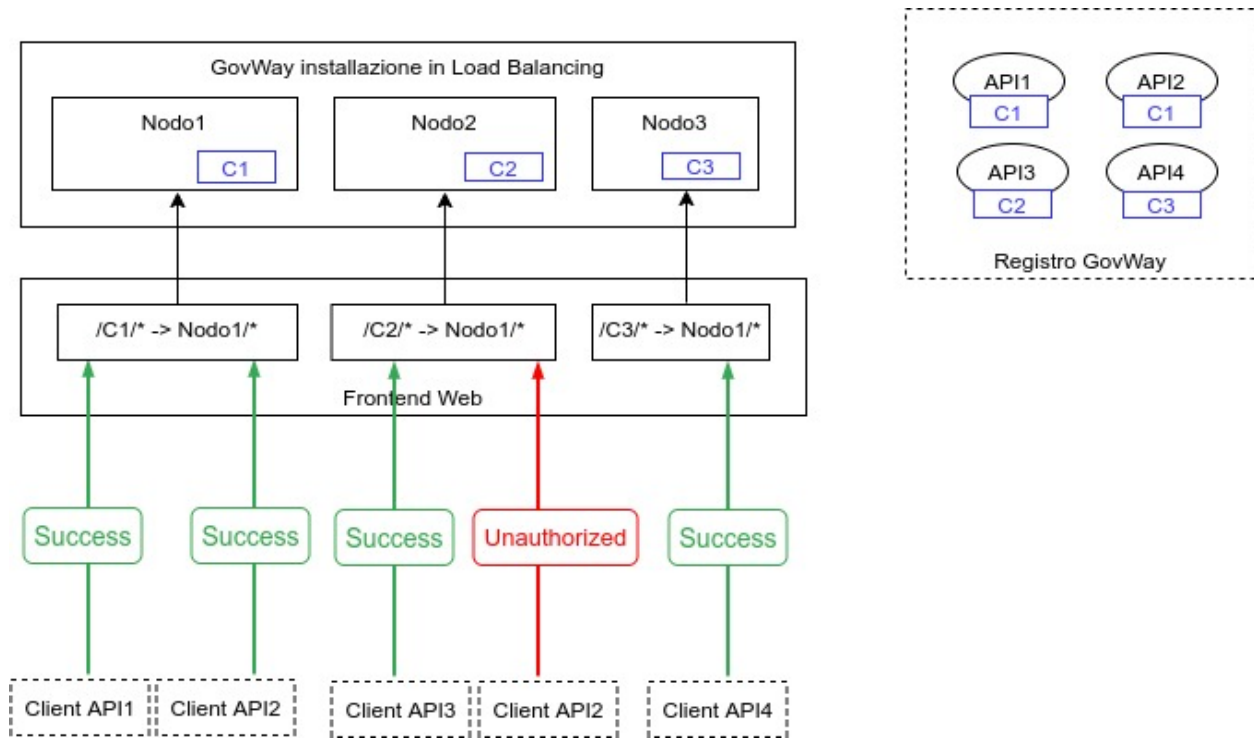 GovWay installazione in Load Balancing
Nodo1
C1
Nodo2
C2
Nodo3
C3
/C1/* -> Nodo1/*
/C2/* -> Nodo1/*
/C3/* -> Nodo1/*
Frontend Web
Success
Success
Success
Unauthorized
Success
Client API1
Client API2
Client API3
Client API2
Client API4
API1
C1
API2
C1
API3
C2
API4
C3
Registro GovWay